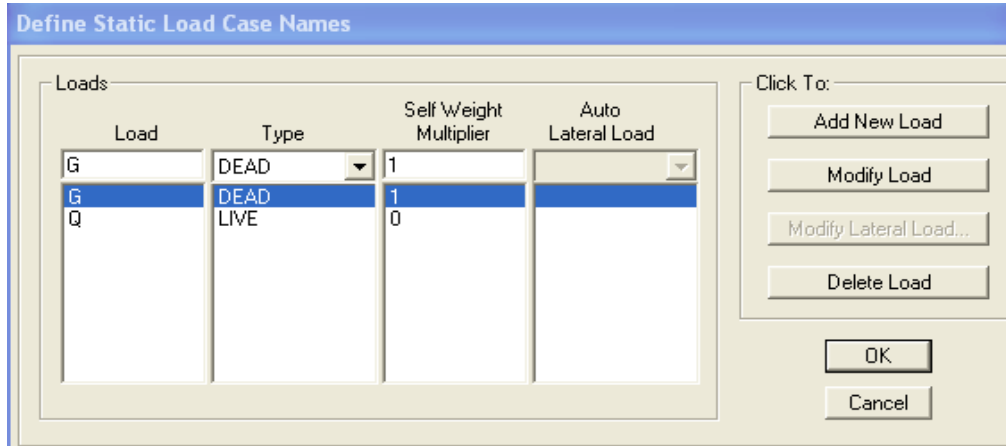 Define Static Load Case Names
Loads
Load Type Self Weight Multiplier Auto Lateral Load
G DEAD 1
G DEAD 1
Q LIVE 0
Click To:
Add New Load
Modify Load
Modify Lateral Load...
Delete Load
OK
Cancel